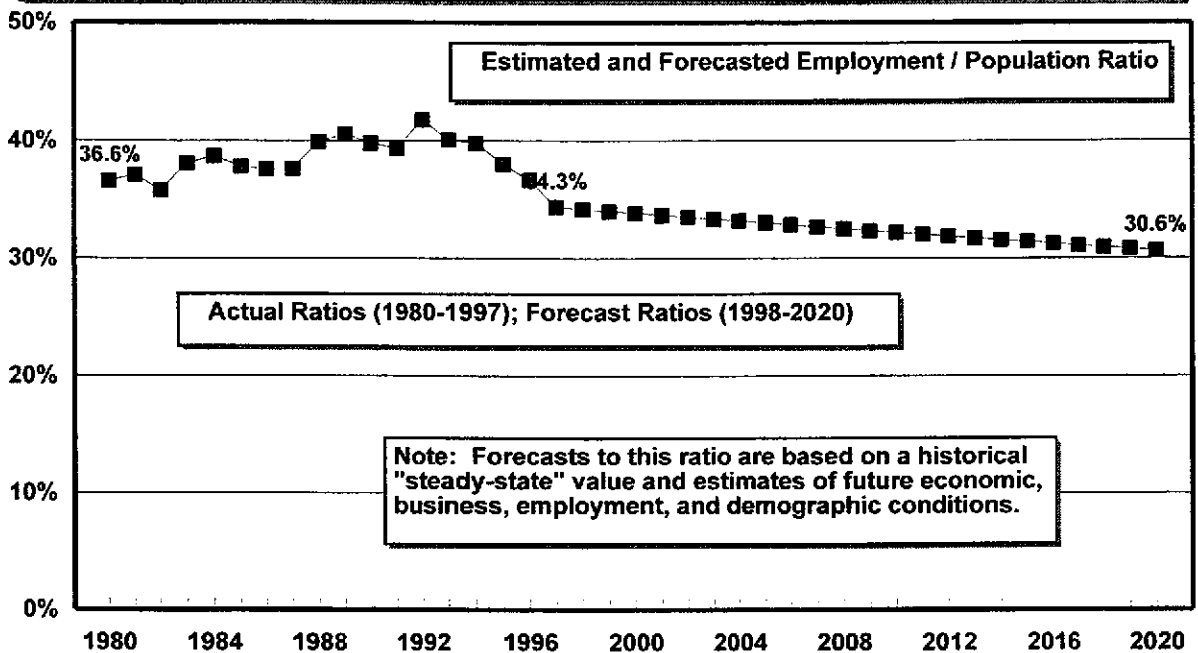 50%
Estimated and Forecasted Employment / Population Ratio
40%
36.6%
34.3%
30.6%
30%
Actual Ratios (1980-1997); Forecast Ratios (1998-2020)
20%
Note: Forecasts to this ratio are based on a historical
"steady-state" value and estimates of future economic,
business, employment, and demographic conditions.
10%
0%
1980 1984 1988 1992 1996 2000 2004 2008 2012 2016 2020